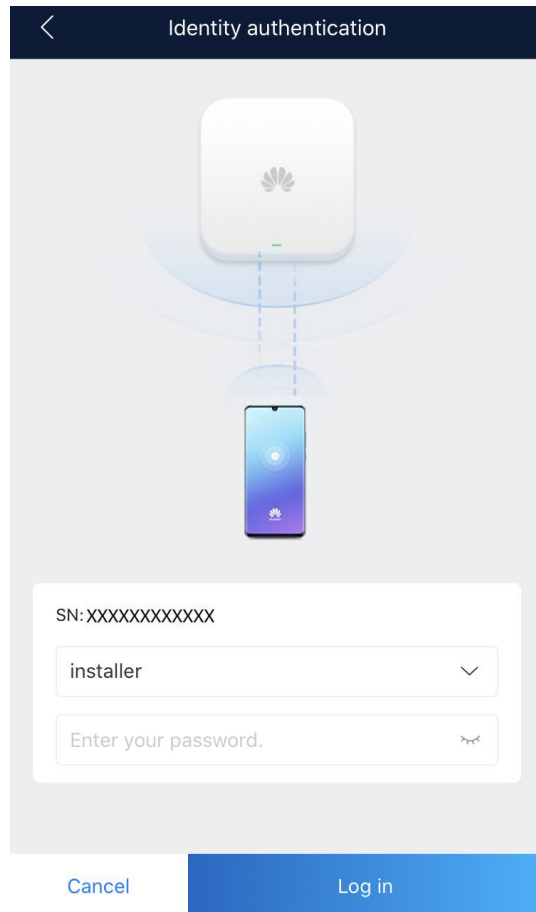 Identity authentication
SN: XXXXXXXXXXXX
installer
Enter your password.
Cancel
Log in